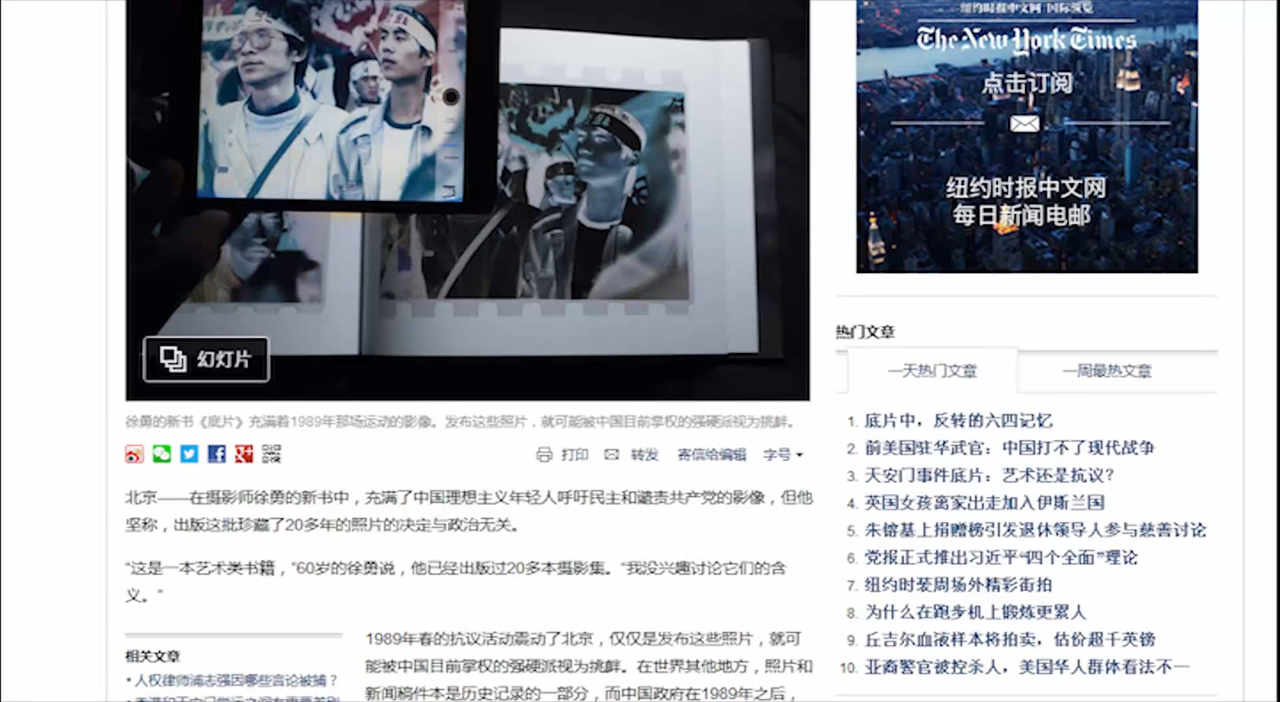 幻灯片
徐勇的新书《底片》充满着1989年那场运动的影像。发布这些照片，就可能被中国目前掌权的强硬派视为挑衅。
打印 转发 寄信给编辑 字号
北京——在摄影师徐勇的新书中，充满了中国理想主义年轻人呼吁民主和谴责共产党的影像，但他
坚称，出版这批珍藏了20多年的照片的决定与政治无关。
“这是一本艺术类书籍，”60岁的徐勇说，他已经出版过20多本摄影集。“我没兴趣讨论它们的含
义。”
相关文章
• 人权律师浦志强因哪些言论被捕？
1989年春的抗议活动震动了北京，仅仅是发布这些照片，就可
能被中国目前掌权的强硬派视为挑衅。在世界其他地方，照片和
新闻稿件本是历史记录的一部分，而中国政府在1989年之后，
纽约时报中文网 国际纵览
The New York Times
点击订阅
纽约时报中文网
每日新闻电邮
热门文章
一天热门文章 一周最热文章
1. 底片中，反转的六四记忆
2. 前美国驻华武官：中国打不了现代战争
3. 天安门事件底片：艺术还是抗议？
4. 英国女孩离家出走加入伊斯兰国
5. 朱镕基上捐赠榜引发退休领导人参与慈善讨论
6. 党报正式推出习近平“四个全面”理论
7. 纽约时装周场外精彩街拍
8. 为什么在跑步机上锻炼更累人
9. 丘吉尔血液样本将拍卖，估价超千英镑
10. 亚裔警官被控杀人，美国华人群体看法不一